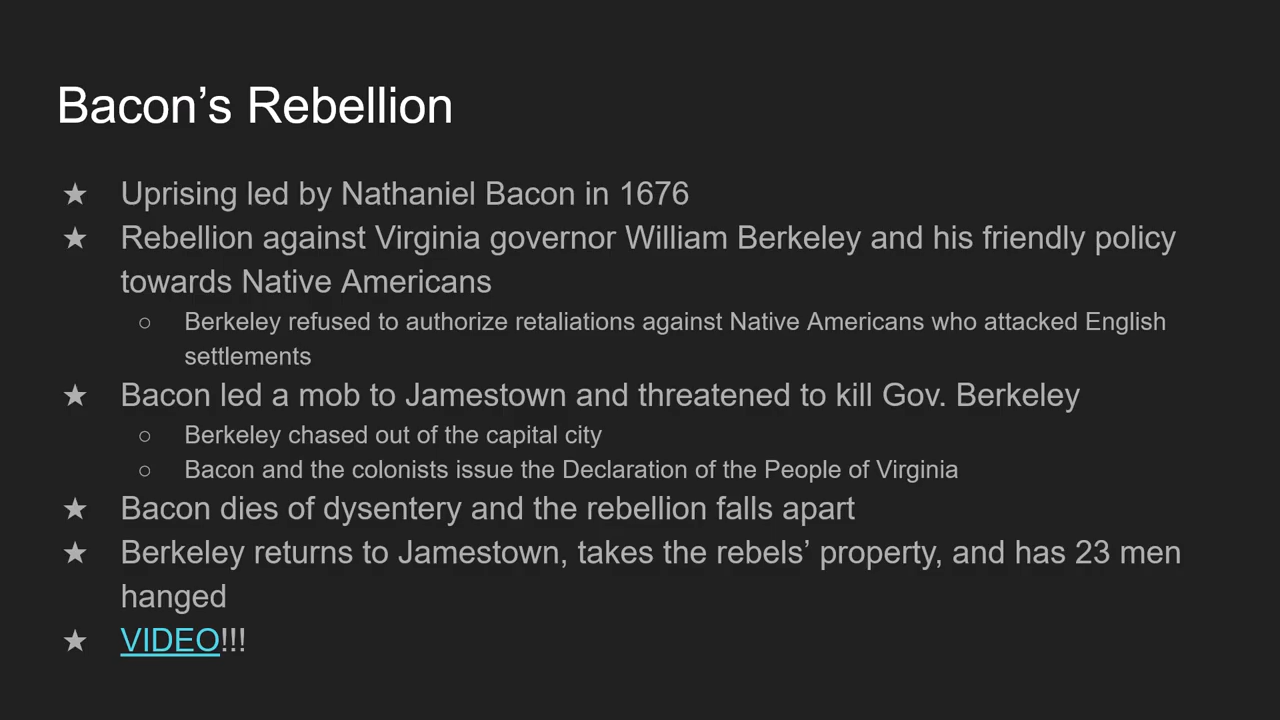 Bacon’s Rebellion
★ Uprising led by Nathaniel Bacon in 1676
★ Rebellion against Virginia governor William Berkeley and his friendly policy
towards Native Americans
○ Berkeley refused to authorize retaliations against Native Americans who attacked English
settlements
★ Bacon led a mob to Jamestown and threatened to kill Gov. Berkeley
○ Berkeley chased out of the capital city
○ Bacon and the colonists issue the Declaration of the People of Virginia
★ Bacon dies of dysentery and the rebellion falls apart
★ Berkeley returns to Jamestown, takes the rebels’ property, and has 23 men
hanged
★ VIDEO!!!